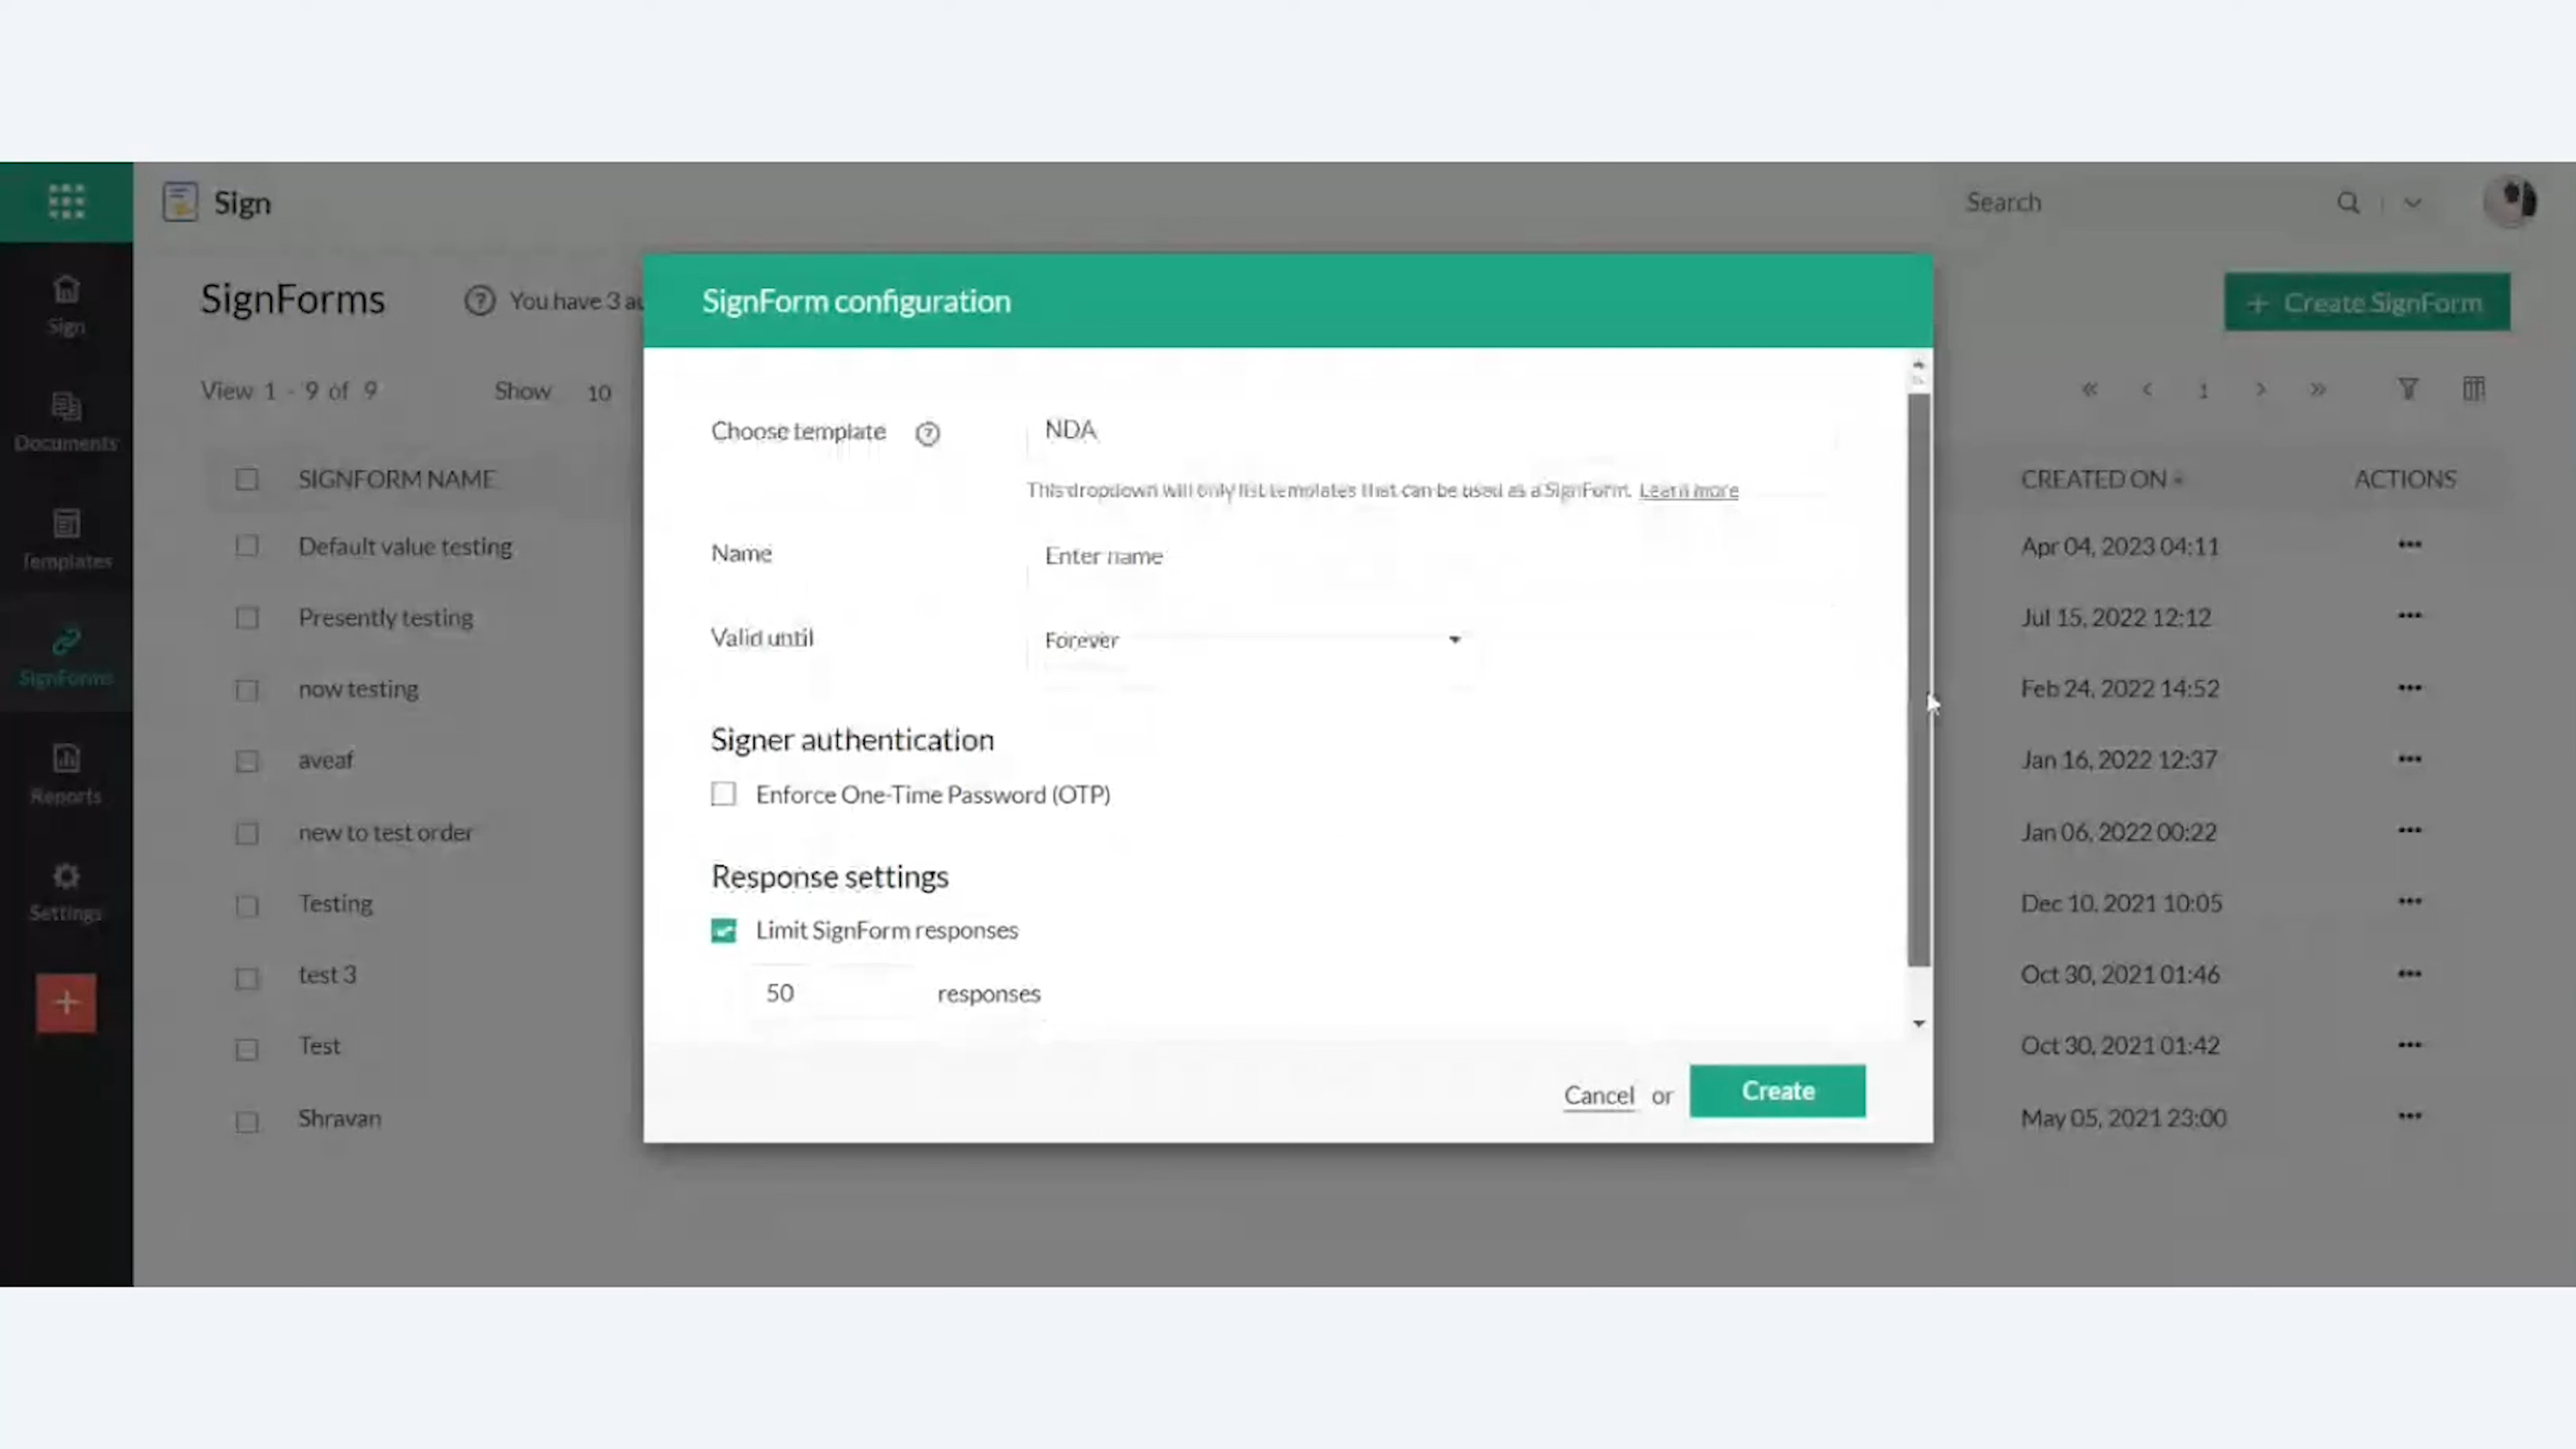 Sign
Search
Sign
Documents
Templates
SignForms
Reports
Settings
SignForms
You have 3 au
+ Create SignForm
View 1 - 9 of 9
Show 10
« < 1 > »
SIGNFORM NAME
CREATED ON
ACTIONS
Default value testing
Apr 04, 2023 04:11
Presently testing
Jul 15, 2022 12:12
now testing
Feb 24, 2022 14:52
aveaf
Jan 16, 2022 12:37
new to test order
Jan 06, 2022 00:22
Testing
Dec 10, 2021 10:05
test 3
Oct 30, 2021 01:46
Test
Oct 30, 2021 01:42
Shravan
May 05, 2021 23:00
SignForm configuration
Choose template
NDA
This dropdown will only list templates that can be used as a SignForm. Learn more
Name
Enter name
Valid until
Forever
Signer authentication
Enforce One-Time Password (OTP)
Response settings
Limit SignForm responses
50 responses
Cancel or Create